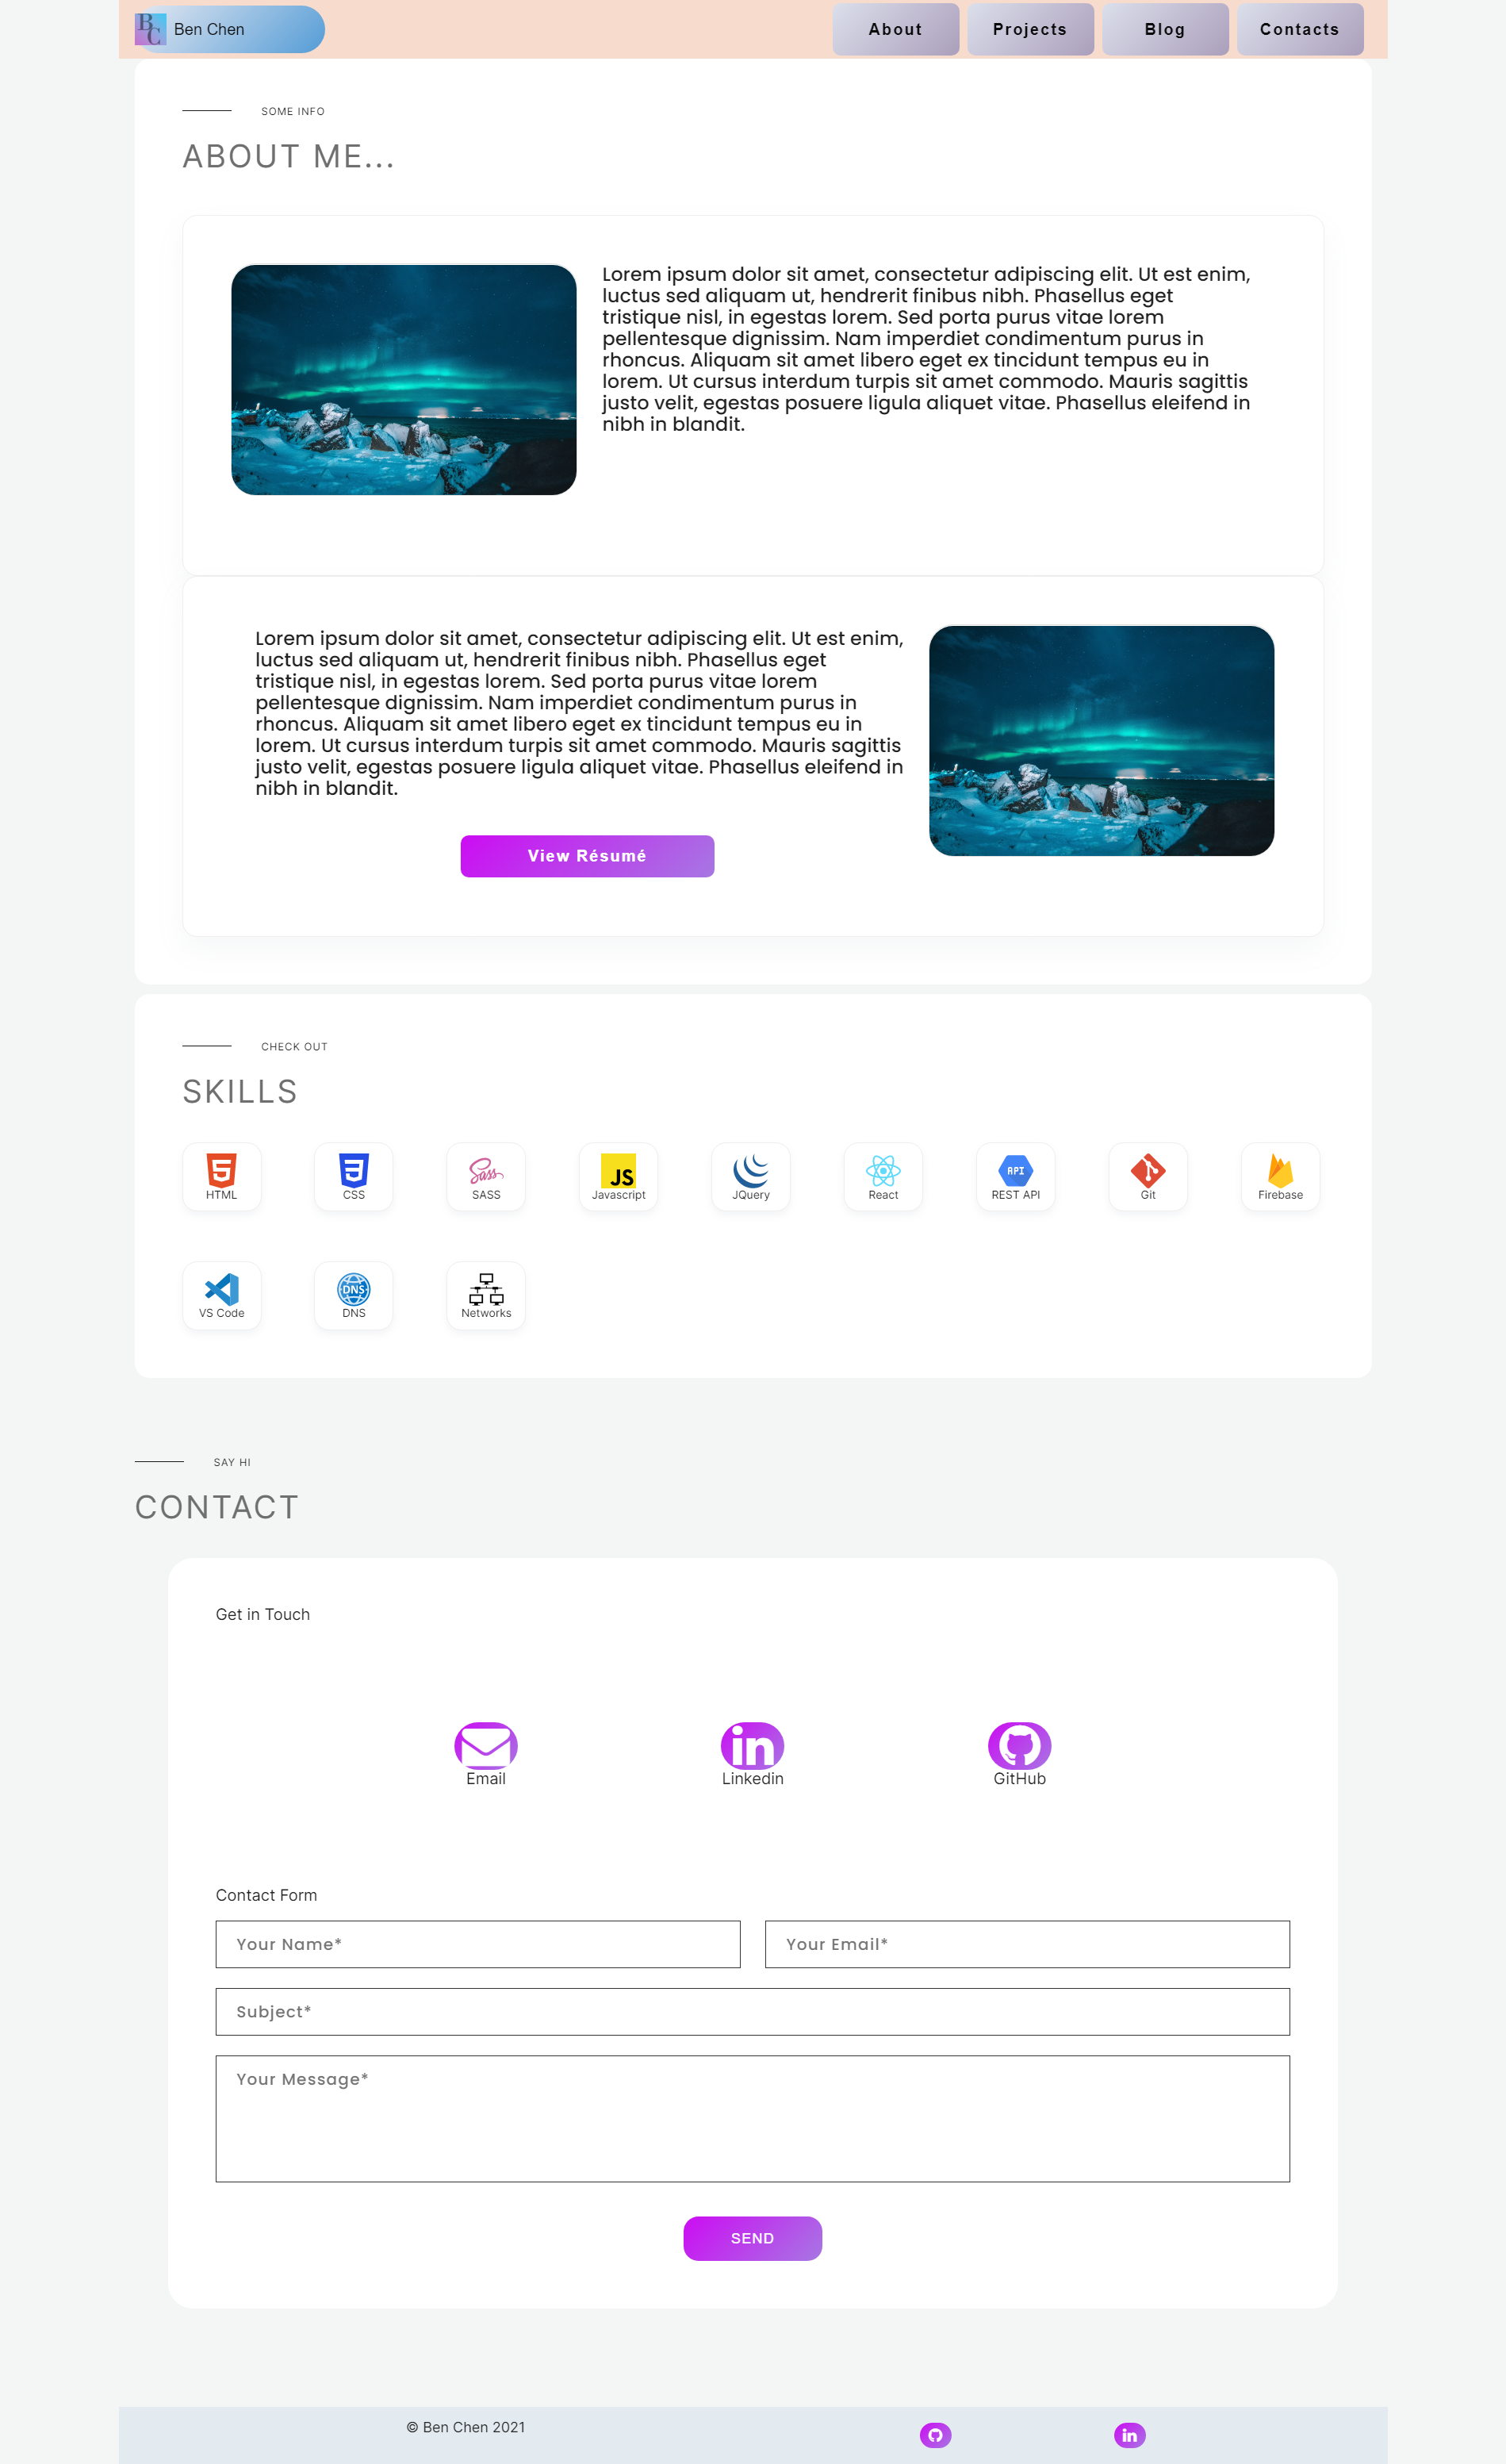 BC Ben Chen
About
Projects
Blog
Contacts
SOME INFO
ABOUT ME...
Lorem ipsum dolor sit amet, consectetur adipiscing elit. Ut est enim,
luctus sed aliquam ut, hendrerit finibus nibh. Phasellus eget
tristique nisl, in egestas lorem. Sed porta purus vitae lorem
pellentesque dignissim. Nam imperdiet condimentum purus in
rhoncus. Aliquam sit amet libero eget ex tincidunt tempus eu in
lorem. Ut cursus interdum turpis sit amet commodo. Mauris sagittis
justo velit, egestas posuere ligula aliquet vitae. Phasellus eleifend in
nibh in blandit.
Lorem ipsum dolor sit amet, consectetur adipiscing elit. Ut est enim,
luctus sed aliquam ut, hendrerit finibus nibh. Phasellus eget
tristique nisl, in egestas lorem. Sed porta purus vitae lorem
pellentesque dignissim. Nam imperdiet condimentum purus in
rhoncus. Aliquam sit amet libero eget ex tincidunt tempus eu in
lorem. Ut cursus interdum turpis sit amet commodo. Mauris sagittis
justo velit, egestas posuere ligula aliquet vitae. Phasellus eleifend in
nibh in blandit.
View Résumé
CHECK OUT
SKILLS
5
HTML
3
CSS
Sass
SASS
JS
Javascript
JQuery
React
API
REST API
Git
Firebase
VS Code
DNS
DNS
Networks
SAY HI
CONTACT
Get in Touch
Email
in
Linkedin
GitHub
Contact Form
Your Name*
Your Email*
Subject*
Your Message*
SEND
© Ben Chen 2021
in